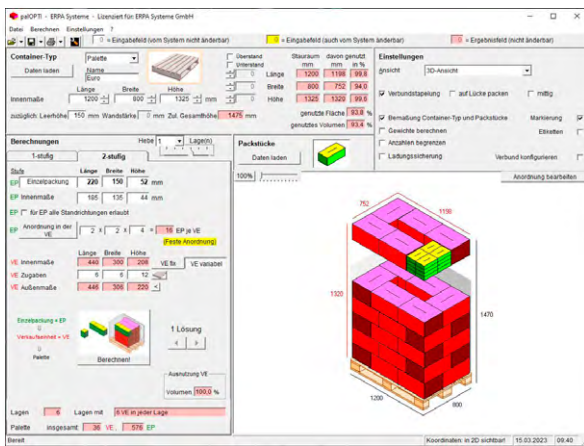 palOPTi - ERPA Systeme - Lizenziert für: ERPA Systeme GmbH
Datei Berechnen Einstellungen ?
0 =Eingabefeld (vom System nicht änderbar)
0 =Eingabefeld (auch vom System änderbar)
0 =Ergebnisfeld (nicht änderbar)
Container-Typ
Palette
Daten laden
Name
Euro
Länge Breite Höhe
Innenmaße 1200 800 1325 mm
zuzüglich. Leerhöhe 150 mm Wandstärke 0 mm Zul. Gesamthöhe 1475 mm
Überstand
Unterstand
Stauraum davon genutzt
mm mm in %
0 Länge 1200 1198 99,8
0 Breite 800 752 94,0
0 Höhe 1325 1320 99,6
genutzte Fläche 93,8 %
genutztes Volumen 93,4 %
Einstellungen
Ansicht 3D-Ansicht
Verbundstapelung auf Lücke packen mittig
Bemaßung Container-Typ und Packstücke Markierung
Gewichte berechnen Etiketten
Anzahlen begrenzen
Ladungssicherung Verbund konfigurieren
Anordnung bearbeiten
Berechnungen
Hebe 1 Lage(n)
1-stufig 2-stufig
Stufe Länge Breite Höhe
EP Einzelpackung 220 150 52 mm
EP Innenmaße 185 135 44 mm
EP für EP alle Standrichtungen erlaubt
EP Anordnung in der VE 2 x 2 x 4 = 16 EP je VE
(Feste Anordnung)
Länge Breite Höhe
VE Innenmaße 440 300 208
VE fix VE variabel
VE Zugaben 6 6 12
VE Außenmaße 446 306 220 <
Einzelpackung = EP
Verkaufseinheit = VE
Palette
Berechnen!
1 Lösung
< >
Ausnutzung VE
Volumen 100,0 %
Lagen 6 Lagen mit 6 VE in jeder Lage
Palette insgesamt 36 VE... 576 EP
Packstücke
Daten laden
100%
752
1198
1320
1470
1200
800
Bereit
Koordinaten: in 2D sichtbar!
15.03.2023
09:40